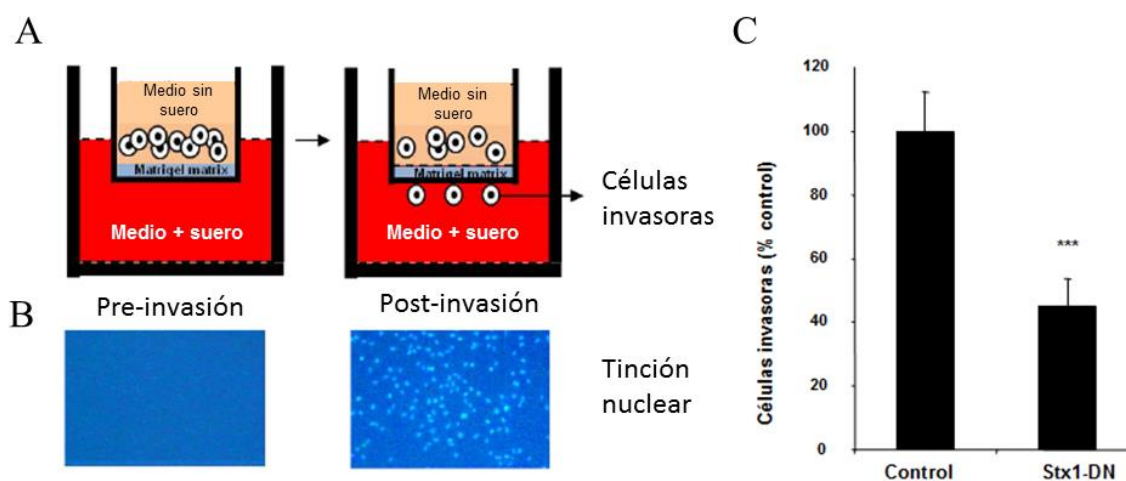 A
Medio sin
suero
Matrigel matrix
Medio + suero
Pre-invasión
Medio sin
suero
Matrigel matrix
Medio + suero
Post-invasión
Células
invasoras
B
Tinción
nuclear
C
Células invasoras (% control)
120
100
80
60
40
20
0
***
Control
Stx1-DN